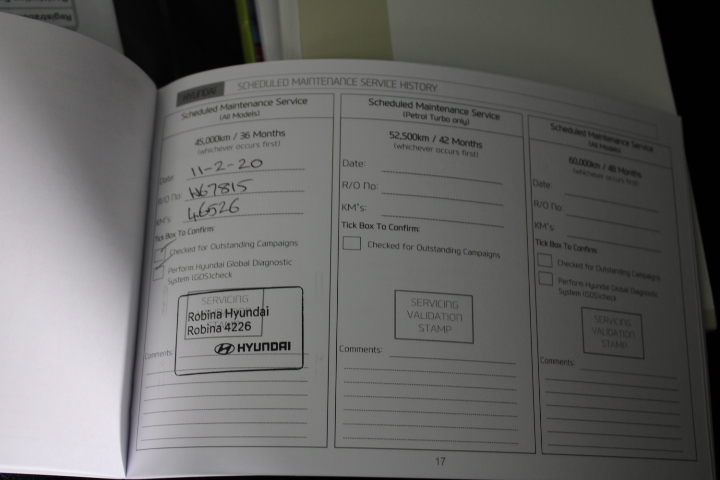 HYUNDAI
SCHEDULED MAINTENANCE SERVICE HISTORY
Scheduled Maintenance Service
(All Models)
45,000km / 36 Months
(whichever occurs first)
Date: 11-2-20
R/O No: H67815
KM's: 46526
Tick Box To Confirm:
Checked for Outstanding Campaigns
Perform Hyundai Global Diagnostic
System (GDS)check
SERVICING
Robina Hyundai
Robina 4226
HYUNDAI
Comments:
Scheduled Maintenance Service
(Petrol Turbo only)
52,500km / 42 Months
(whichever occurs first)
Date:
R/O No:
KM's:
Tick Box To Confirm:
Checked for Outstanding Campaigns
SERVICING
VALIDATION
STAMP
Comments:
Scheduled Maintenance Service
(All Models)
60,000km / 48 Months
(whichever occurs first)
Date:
R/O No:
KM's:
Tick Box To Confirm:
Checked for Outstanding Campaigns
Perform Hyundai Global Diagnostic
System (GDS)check
SERVICING
VALIDATION
STAMP
Comments:
17